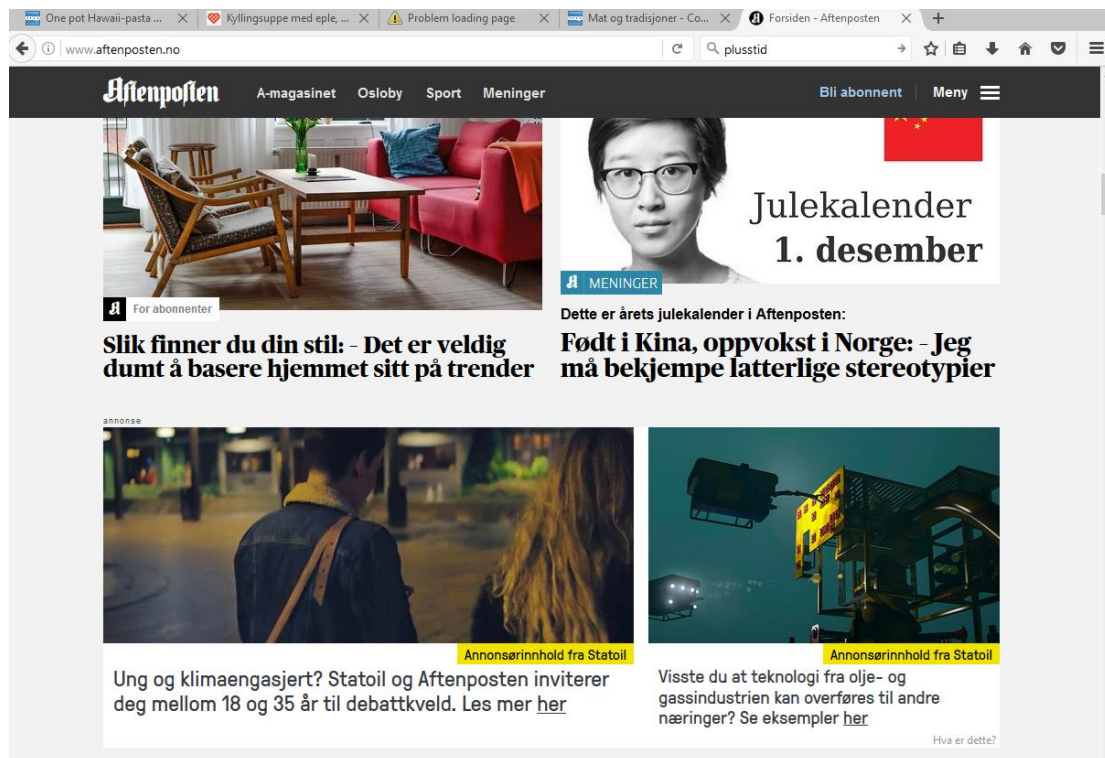 One pot Hawaii-pasta ...
Kyllingsuppe med eple, ...
Problem loading page
Mat og tradisjoner - Co...
Forsiden - Aftenposten
www.aftenposten.no
plusstid
Aftenposten
A-magasinet
Osloby
Sport
Meninger
Bli abonnent
Meny
For abonnenter
Slik finner du din stil: - Det er veldig
dumt å basere hjemmet sitt på trender
Julekalender
1. desember
MENINGER
Dette er årets julekalender i Aftenposten:
Født i Kina, oppvokst i Norge: - Jeg
må bekjempe latterlige stereotypier
annonse
Annonsørinnhold fra Statoil
Ung og klimaengasjert? Statoil og Aftenposten inviterer
deg mellom 18 og 35 år til debattkveld. Les mer her
Annonsørinnhold fra Statoil
Visste du at teknologi fra olje- og
gassindustrien kan overføres til andre
næringer? Se eksempler her
Hva er dette?